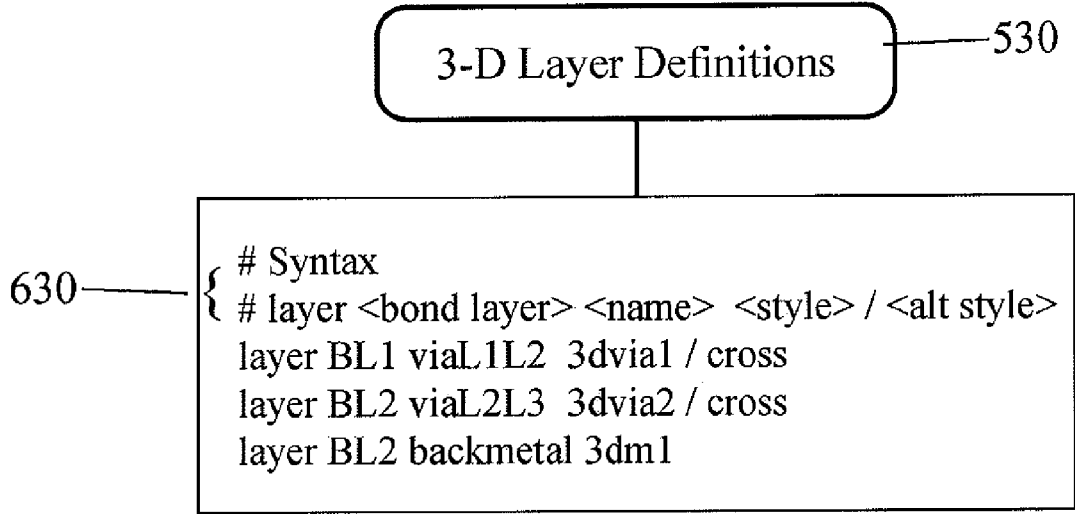 3-D Layer Definitions
530
630
{ # Syntax
# layer <bond layer> <name> <style> / <alt style>
layer BL1 viaL1L2 3dvia1 / cross
layer BL2 viaL2L3 3dvia2 / cross
layer BL2 backmetal 3dm1